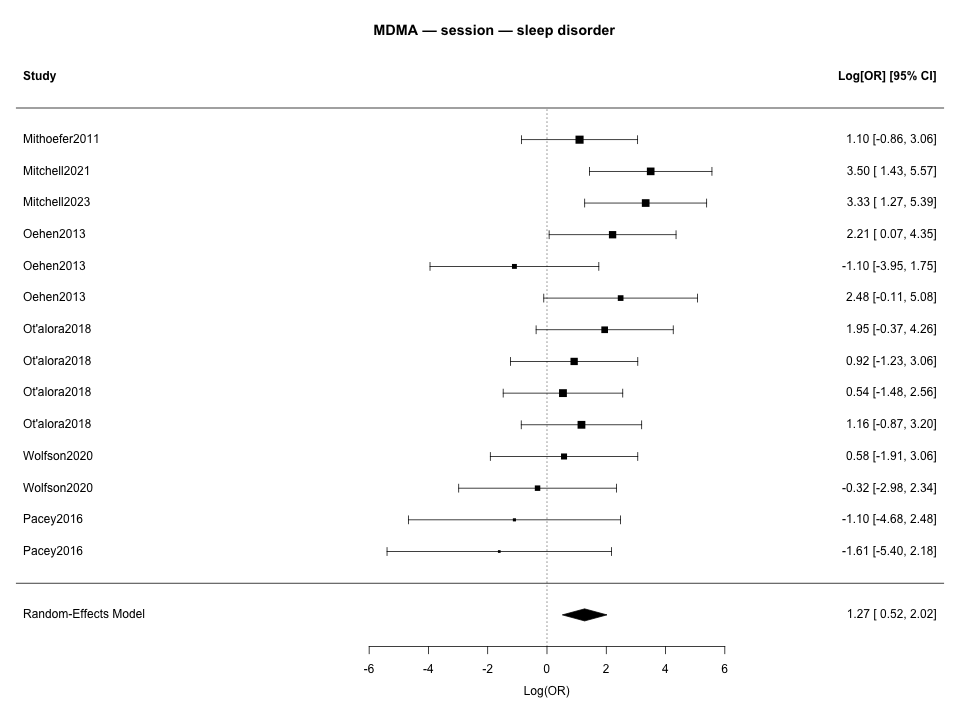 MDMA — session — sleep disorder
Study Log[OR] [95% CI]
Mithoefer2011 1.10 [-0.86, 3.06]
Mitchell2021 3.50 [ 1.43, 5.57]
Mitchell2023 3.33 [ 1.27, 5.39]
Oehen2013 2.21 [ 0.07, 4.35]
Oehen2013 -1.10 [-3.95, 1.75]
Oehen2013 2.48 [-0.11, 5.08]
Ot'alora2018 1.95 [-0.37, 4.26]
Ot'alora2018 0.92 [-1.23, 3.06]
Ot'alora2018 0.54 [-1.48, 2.56]
Ot'alora2018 1.16 [-0.87, 3.20]
Wolfson2020 0.58 [-1.91, 3.06]
Wolfson2020 -0.32 [-2.98, 2.34]
Pacey2016 -1.10 [-4.68, 2.48]
Pacey2016 -1.61 [-5.40, 2.18]
Random-Effects Model 1.27 [ 0.52, 2.02]
-6 -4 -2 0 2 4 6
Log(OR)